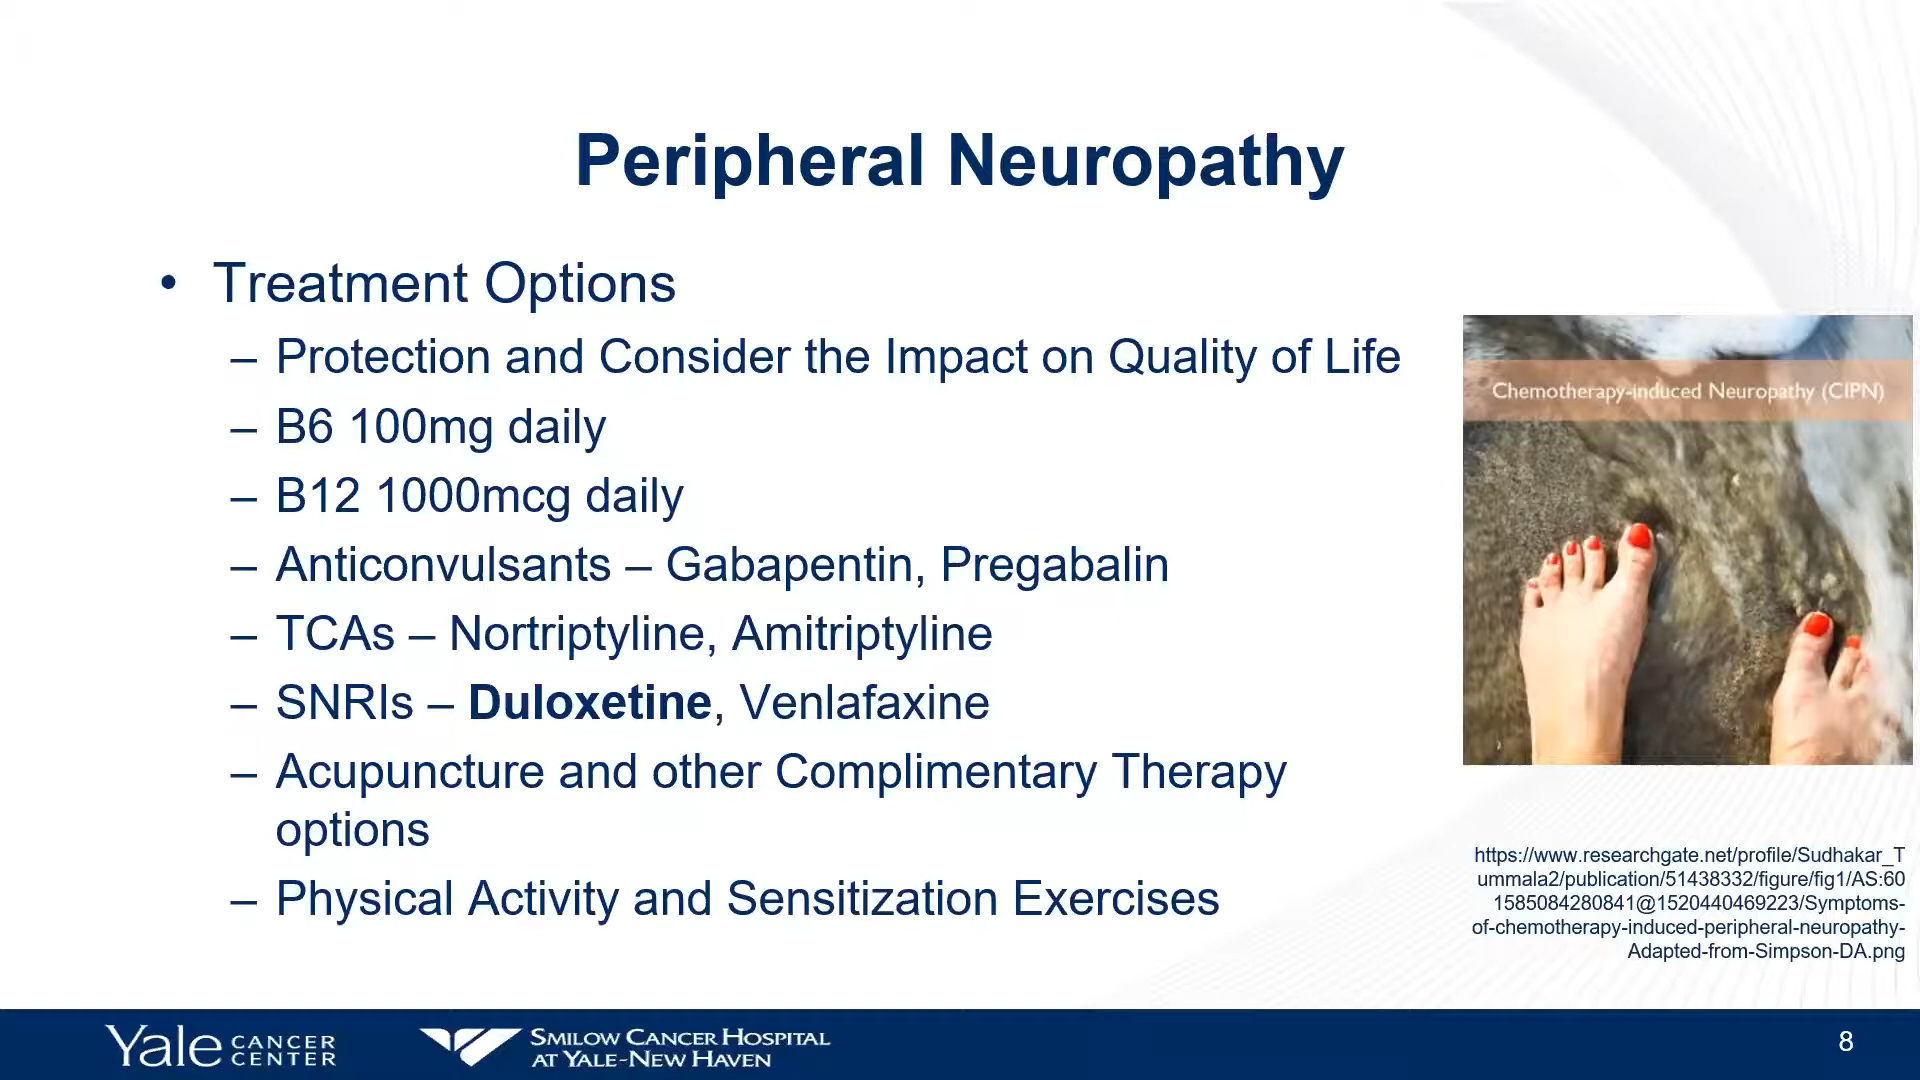 Peripheral Neuropathy
• Treatment Options
– Protection and Consider the Impact on Quality of Life
– B6 100mg daily
– B12 1000mcg daily
– Anticonvulsants – Gabapentin, Pregabalin
– TCAs – Nortriptyline, Amitriptyline
– SNRIs – Duloxetine, Venlafaxine
– Acupuncture and other Complimentary Therapy
options
– Physical Activity and Sensitization Exercises
Chemotherapy-induced Neuropathy (CIPN)
https://www.researchgate.net/profile/Sudhakar_T
ummala2/publication/51438332/figure/fig1/AS:60
1585084280841@1520440469223/Symptoms-
of-chemotherapy-induced-peripheral-neuropathy-
Adapted-from-Simpson-DA.png
Yale CANCER
CENTER
SMILOW CANCER HOSPITAL
AT YALE-NEW HAVEN
8